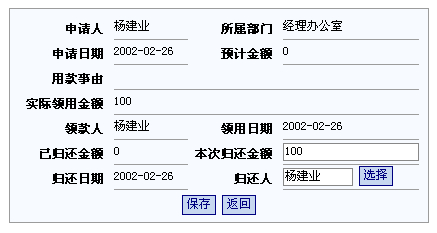 申请人 杨建业 所属部门 经理办公室
申请日期 2002-02-26 预计金额 0
用款事由
实际领用金额 100
领款人 杨建业 领用日期 2002-02-26
已归还金额 0 本次归还金额 100
归还日期 2002-02-26 归还人 杨建业 选择
保存 返回